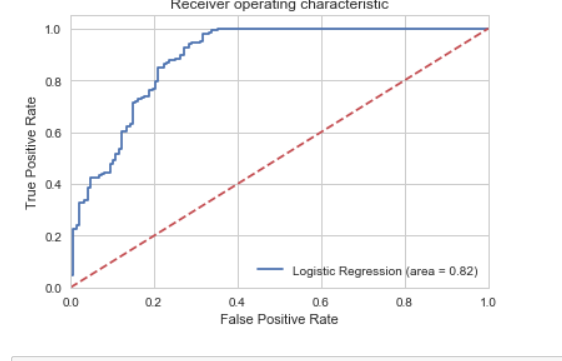 Receiver operating characteristic
1.0
0.8
0.6
0.4
0.2
0.0
True Positive Rate
Logistic Regression (area = 0.82)
0.0 0.2 0.4 0.6 0.8 1.0
False Positive Rate